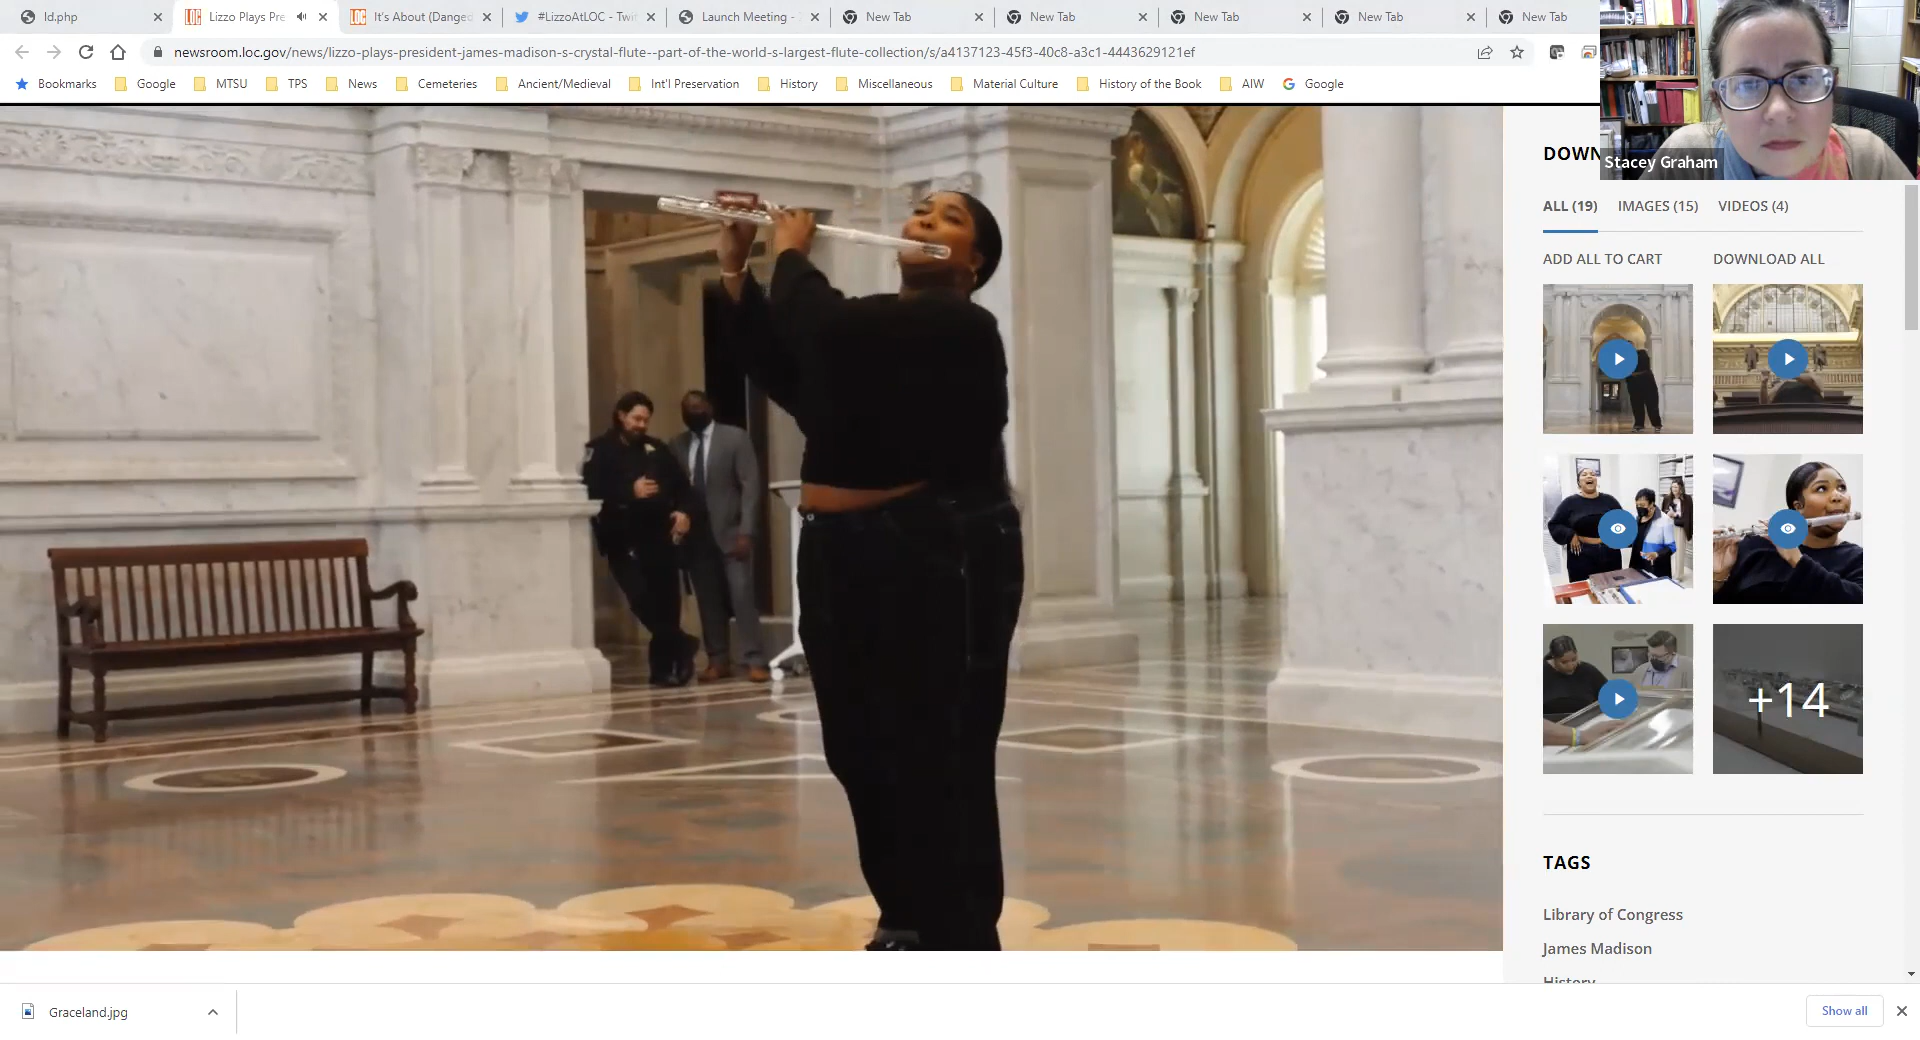 ld.php
Lizzo Plays Pre
It's About (Danged
#LizzoAtLOC - Twit
Launch Meeting -
New Tab
New Tab
New Tab
New Tab
New Tab
newsroom.loc.gov/news/lizzo-plays-president-james-madison-s-crystal-flute--part-of-the-world-s-largest-flute-collection/s/a4137123-45f3-40c8-a3c1-4443629121ef
Bookmarks Google MTSU TPS News Cemeteries Ancient/Medieval Int'l Preservation History Miscellaneous Material Culture History of the Book AIW Google
DOWN
Stacey Graham
ALL (19) IMAGES (15) VIDEOS (4)
ADD ALL TO CART DOWNLOAD ALL
+14
TAGS
Library of Congress
James Madison
History
Graceland.jpg
Show all